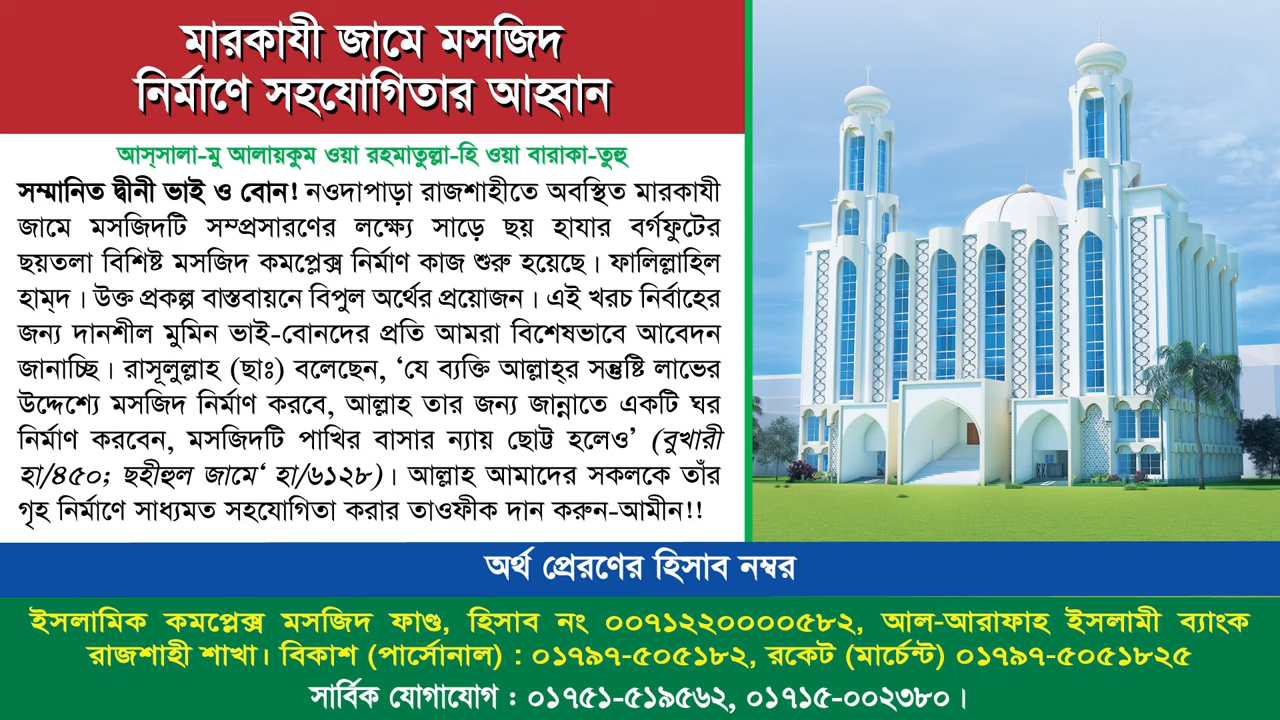 মারকাযী জামে মসজিদ
নির্মাণে সহযোগিতার আহ্বান
আস্সালা-মু আলায়কুম ওয়া রহমাতুল্লা-হি ওয়া বারাকা-তুহু
সম্মানিত দ্বীনী ভাই ও বোন! নওদাপাড়া রাজশাহীতে অবস্থিত মারকাযী
জামে মসজিদটি সম্প্রসারণের লক্ষ্যে সাড়ে ছয় হাযার বর্গফুটের
ছয়তলা বিশিষ্ট মসজিদ কমপ্লেক্স নির্মাণ কাজ শুরু হয়েছে। ফালিল্লাহিল
হাম্দ। উক্ত প্রকল্প বাস্তবায়নে বিপুল অর্থের প্রয়োজন। এই খরচ নির্বাহের
জন্য দানশীল মুমিন ভাই-বোনদের প্রতি আমরা বিশেষভাবে আবেদন
জানাচ্ছি। রাসূলুল্লাহ (ছাঃ) বলেছেন, ‘যে ব্যক্তি আল্লাহ্‌র সন্তুষ্টি লাভের
উদ্দেশ্যে মসজিদ নির্মাণ করবে, আল্লাহ তার জন্য জান্নাতে একটি ঘর
নির্মাণ করবেন, মসজিদটি পাখির বাসার ন্যায় ছোট্ট হলেও’ (বুখারী
হা/৪৫০; ছহীহুল জামে‘ হা/৬১২৮)। আল্লাহ আমাদের সকলকে তাঁর
গৃহ নির্মাণে সাধ্যমত সহযোগিতা করার তাওফীক দান করুন-আমীন!!
অর্থ প্রেরণের হিসাব নম্বর
ইসলামিক কমপ্লেক্স মসজিদ ফাণ্ড, হিসাব নং ০০৭১২২০০০০৫৮২, আল-আরাফাহ ইসলামী ব্যাংক
রাজশাহী শাখা। বিকাশ (পার্সোনাল) : ০১৭৯৭-৫০৫১৮২, রকেট (মার্চেন্ট) ০১৭৯৭-৫০৫১৮২৫
সার্বিক যোগাযোগ : ০১৭৫১-৫১৯৫৬২, ০১৭১৫-০০২৩৮০।